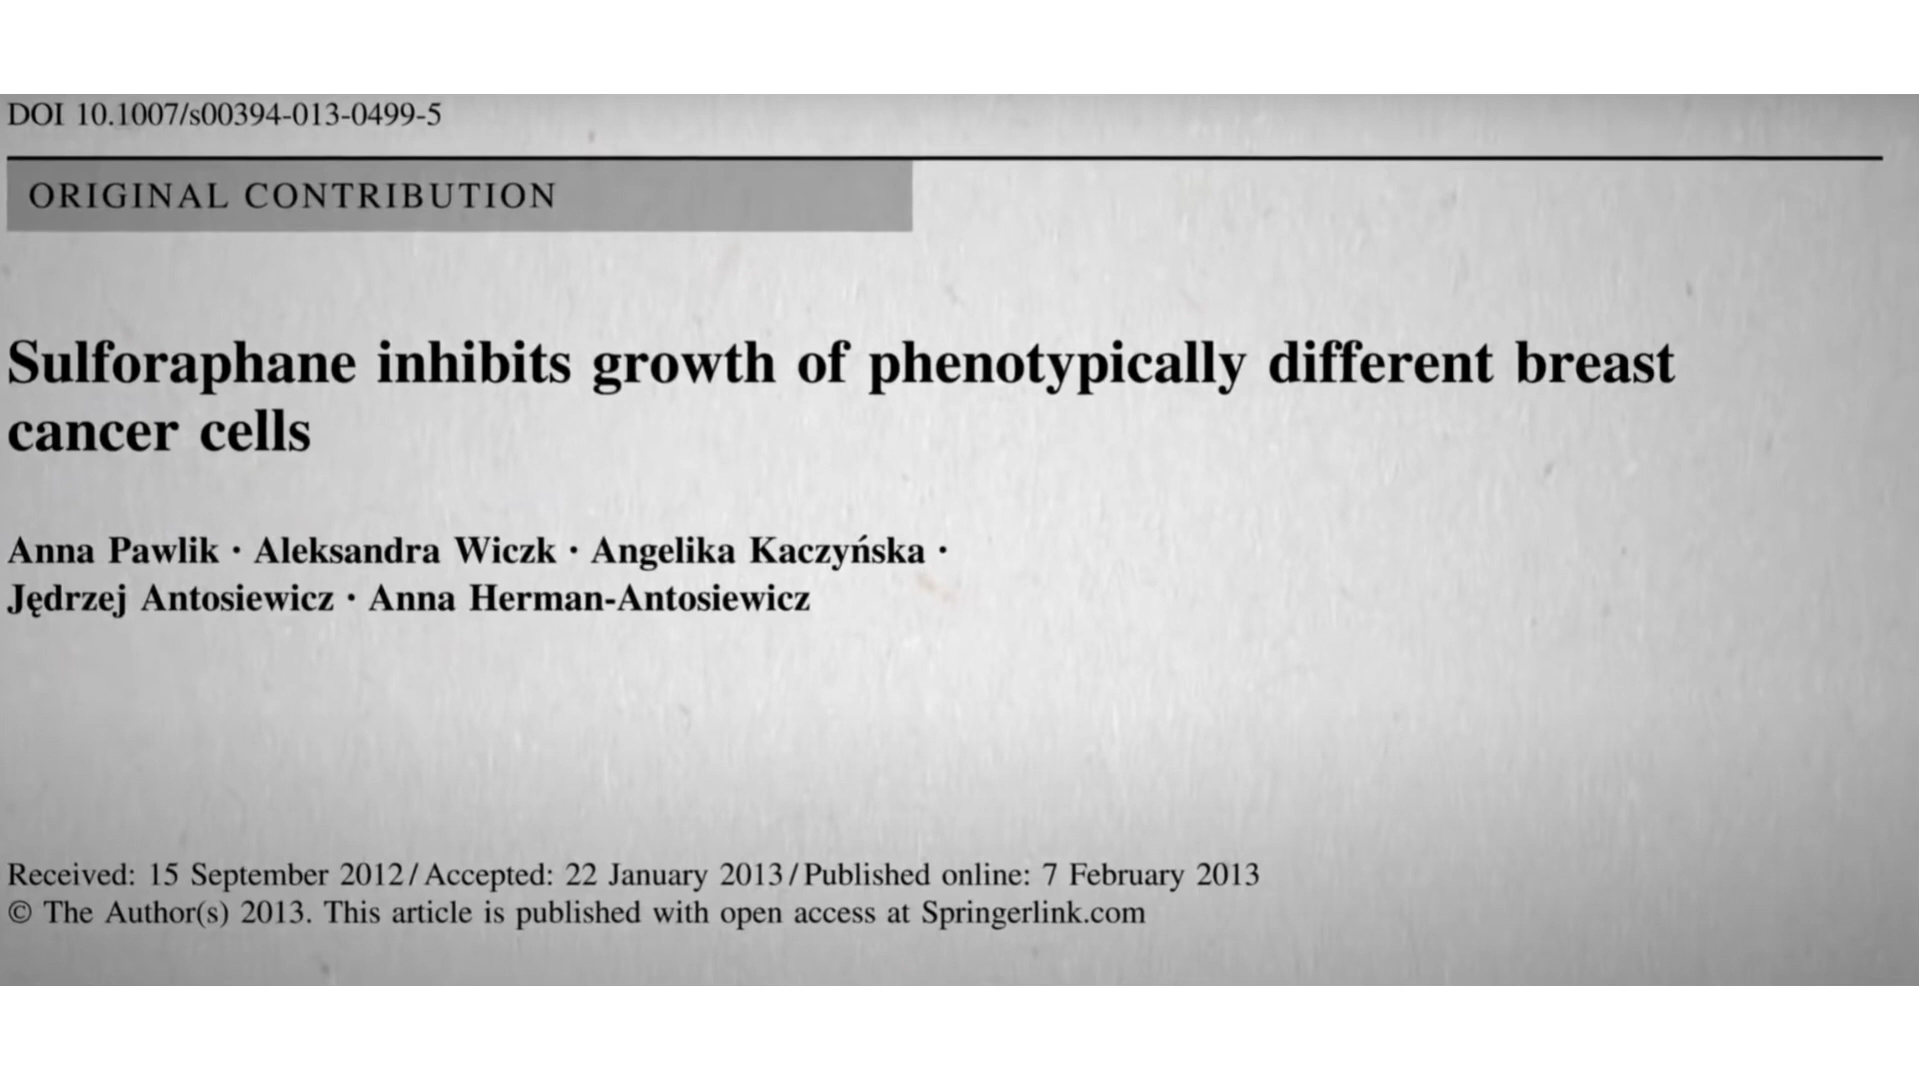 DOI 10.1007/s00394-013-0499-5
ORIGINAL CONTRIBUTION
Sulforaphane inhibits growth of phenotypically different breast
cancer cells
Anna Pawlik · Aleksandra Wiczk · Angelika Kaczyńska ·
Jędrzej Antosiewicz · Anna Herman-Antosiewicz
Received: 15 September 2012 / Accepted: 22 January 2013 / Published online: 7 February 2013
© The Author(s) 2013. This article is published with open access at Springerlink.com